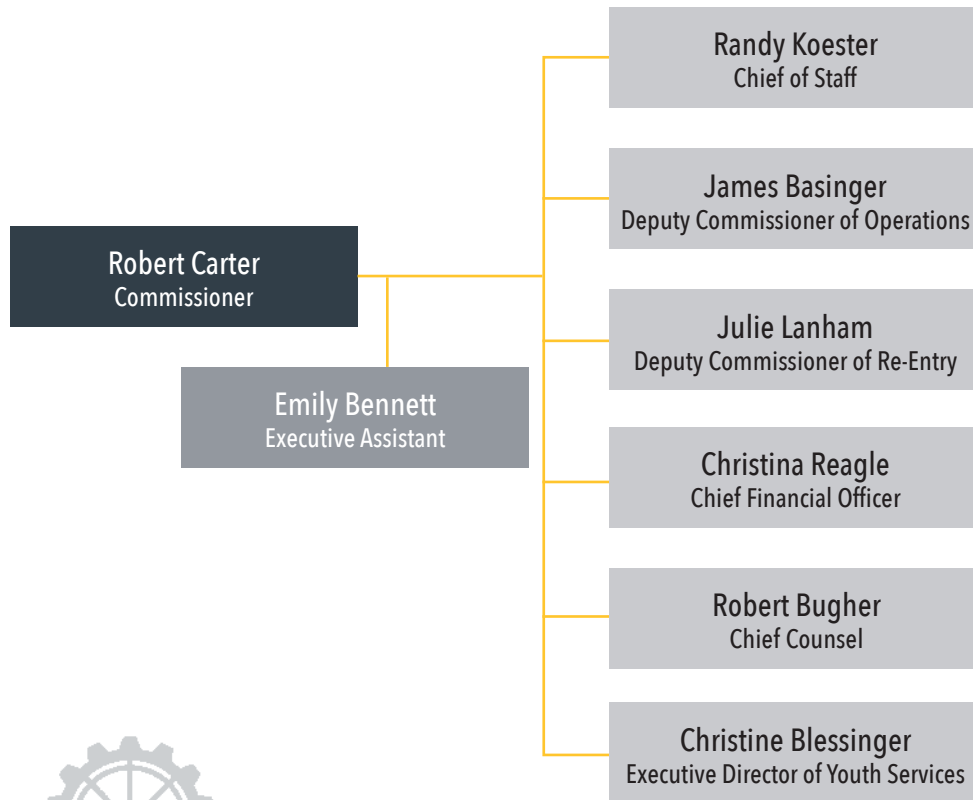 Robert Carter
Commissioner
Emily Bennett
Executive Assistant
Randy Koester
Chief of Staff
James Basinger
Deputy Commissioner of Operations
Julie Lanham
Deputy Commissioner of Re-Entry
Christina Reagle
Chief Financial Officer
Robert Bugher
Chief Counsel
Christine Blessinger
Executive Director of Youth Services